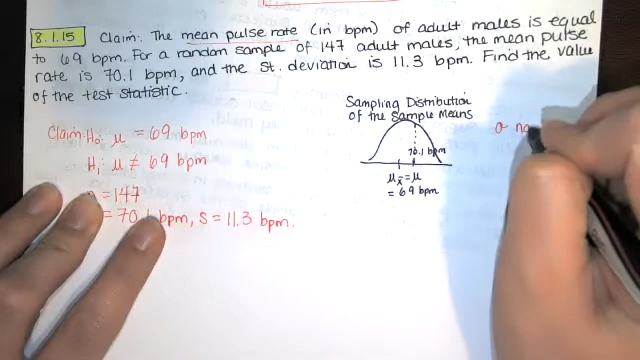 8.1.15 Claim: The mean pulse rate (in bpm) of adult males is equal
to 69 bpm. For a random sample of 147 adult males, the mean pulse
rate is 70.1 bpm, and the st. deviation is 11.3 bpm. Find the value
of the test statistic.
Claim: H₀: μ = 69 bpm
H₁: μ ≠ 69 bpm
= 147
= 70.1 bpm, s = 11.3 bpm.
Sampling Distribution
of the Sample Means
70.1 bpm
μx̄ = μ
= 69 bpm
σ